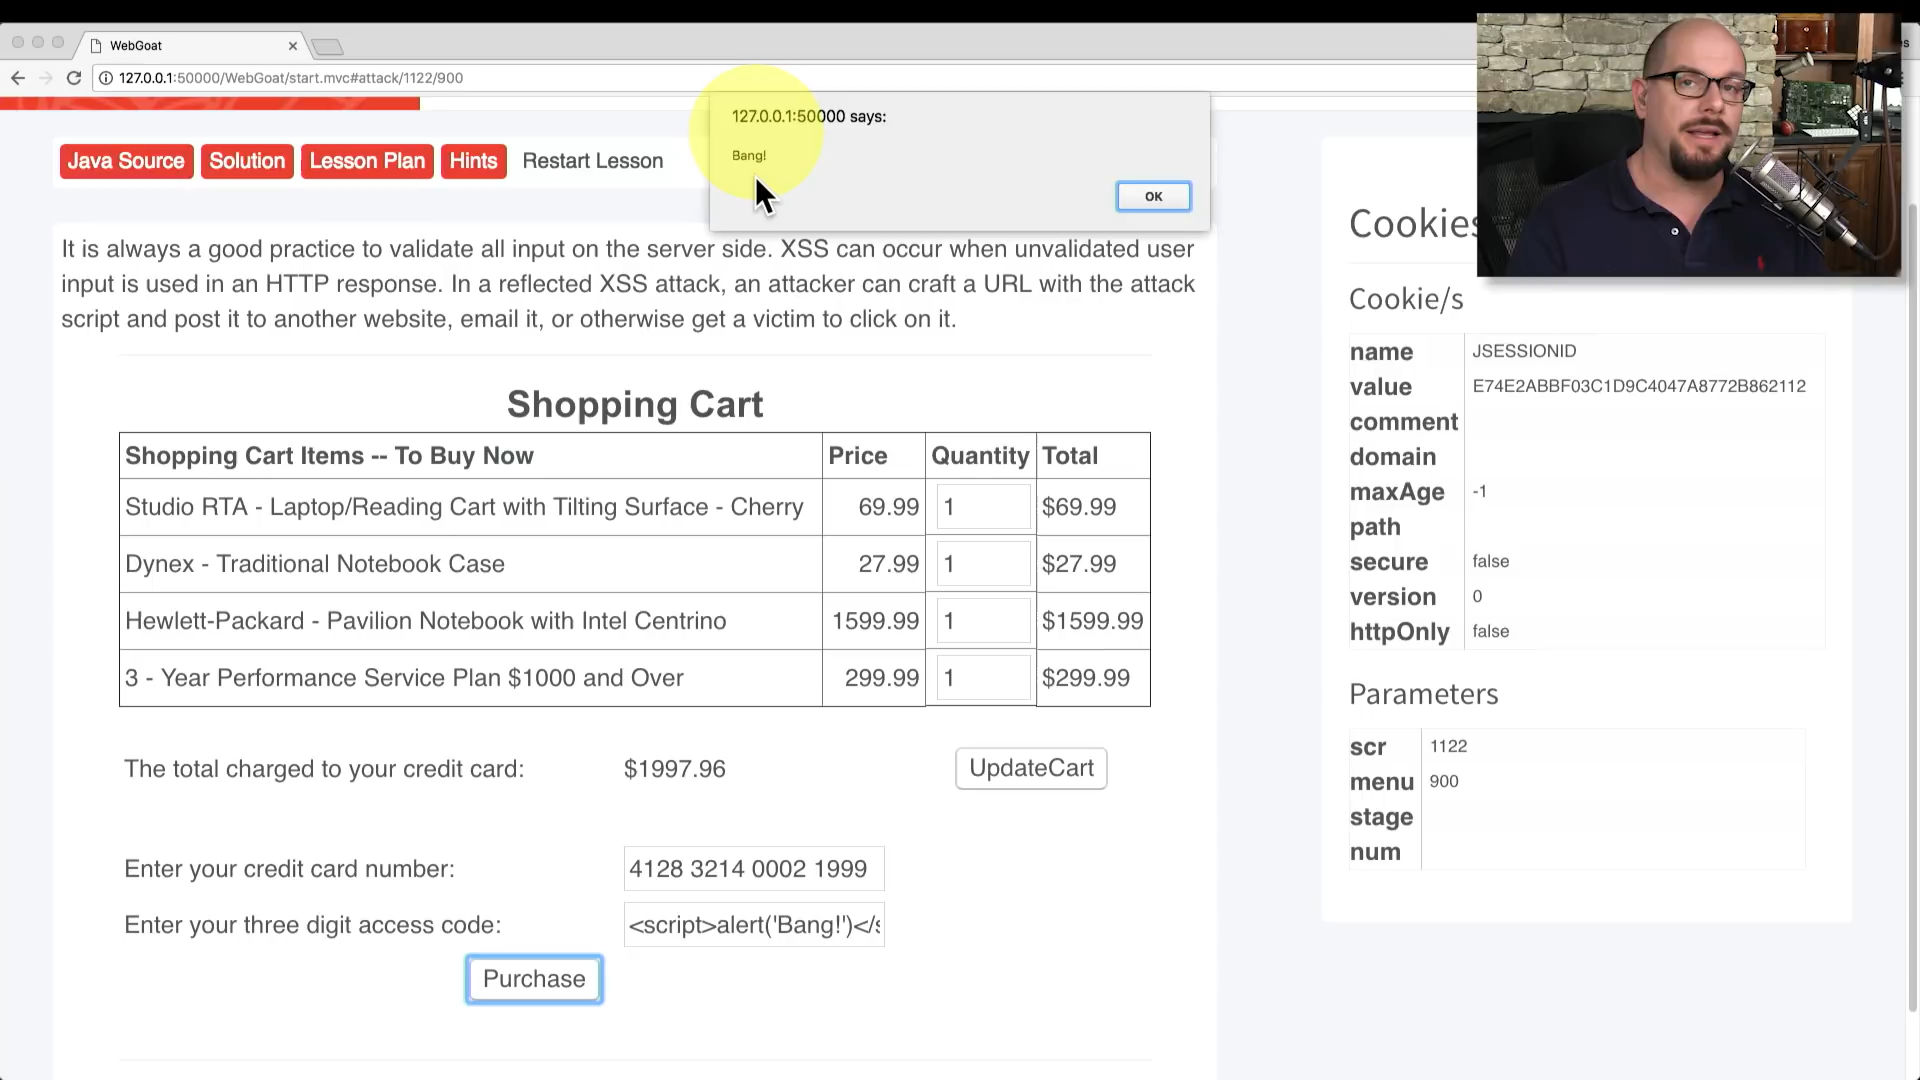 WebGoat
127.0.0.1:50000/WebGoat/start.mvc#attack/1122/900
127.0.0.1:50000 says:
Bang!
OK
Java Source Solution Lesson Plan Hints Restart Lesson
It is always a good practice to validate all input on the server side. XSS can occur when unvalidated user
input is used in an HTTP response. In a reflected XSS attack, an attacker can craft a URL with the attack
script and post it to another website, email it, or otherwise get a victim to click on it.
Shopping Cart
Shopping Cart Items -- To Buy Now Price Quantity Total
Studio RTA - Laptop/Reading Cart with Tilting Surface - Cherry 69.99 1 $69.99
Dynex - Traditional Notebook Case 27.99 1 $27.99
Hewlett-Packard - Pavilion Notebook with Intel Centrino 1599.99 1 $1599.99
3 - Year Performance Service Plan $1000 and Over 299.99 1 $299.99
The total charged to your credit card: $1997.96 UpdateCart
Enter your credit card number: 4128 3214 0002 1999
Enter your three digit access code: <script>alert('Bang!')</s
Purchase
Cookies
Cookie/s
name JSESSIONID
value E74E2ABBF03C1D9C4047A8772B862112
comment
domain
maxAge -1
path
secure false
version 0
httpOnly false
Parameters
scr 1122
menu 900
stage
num